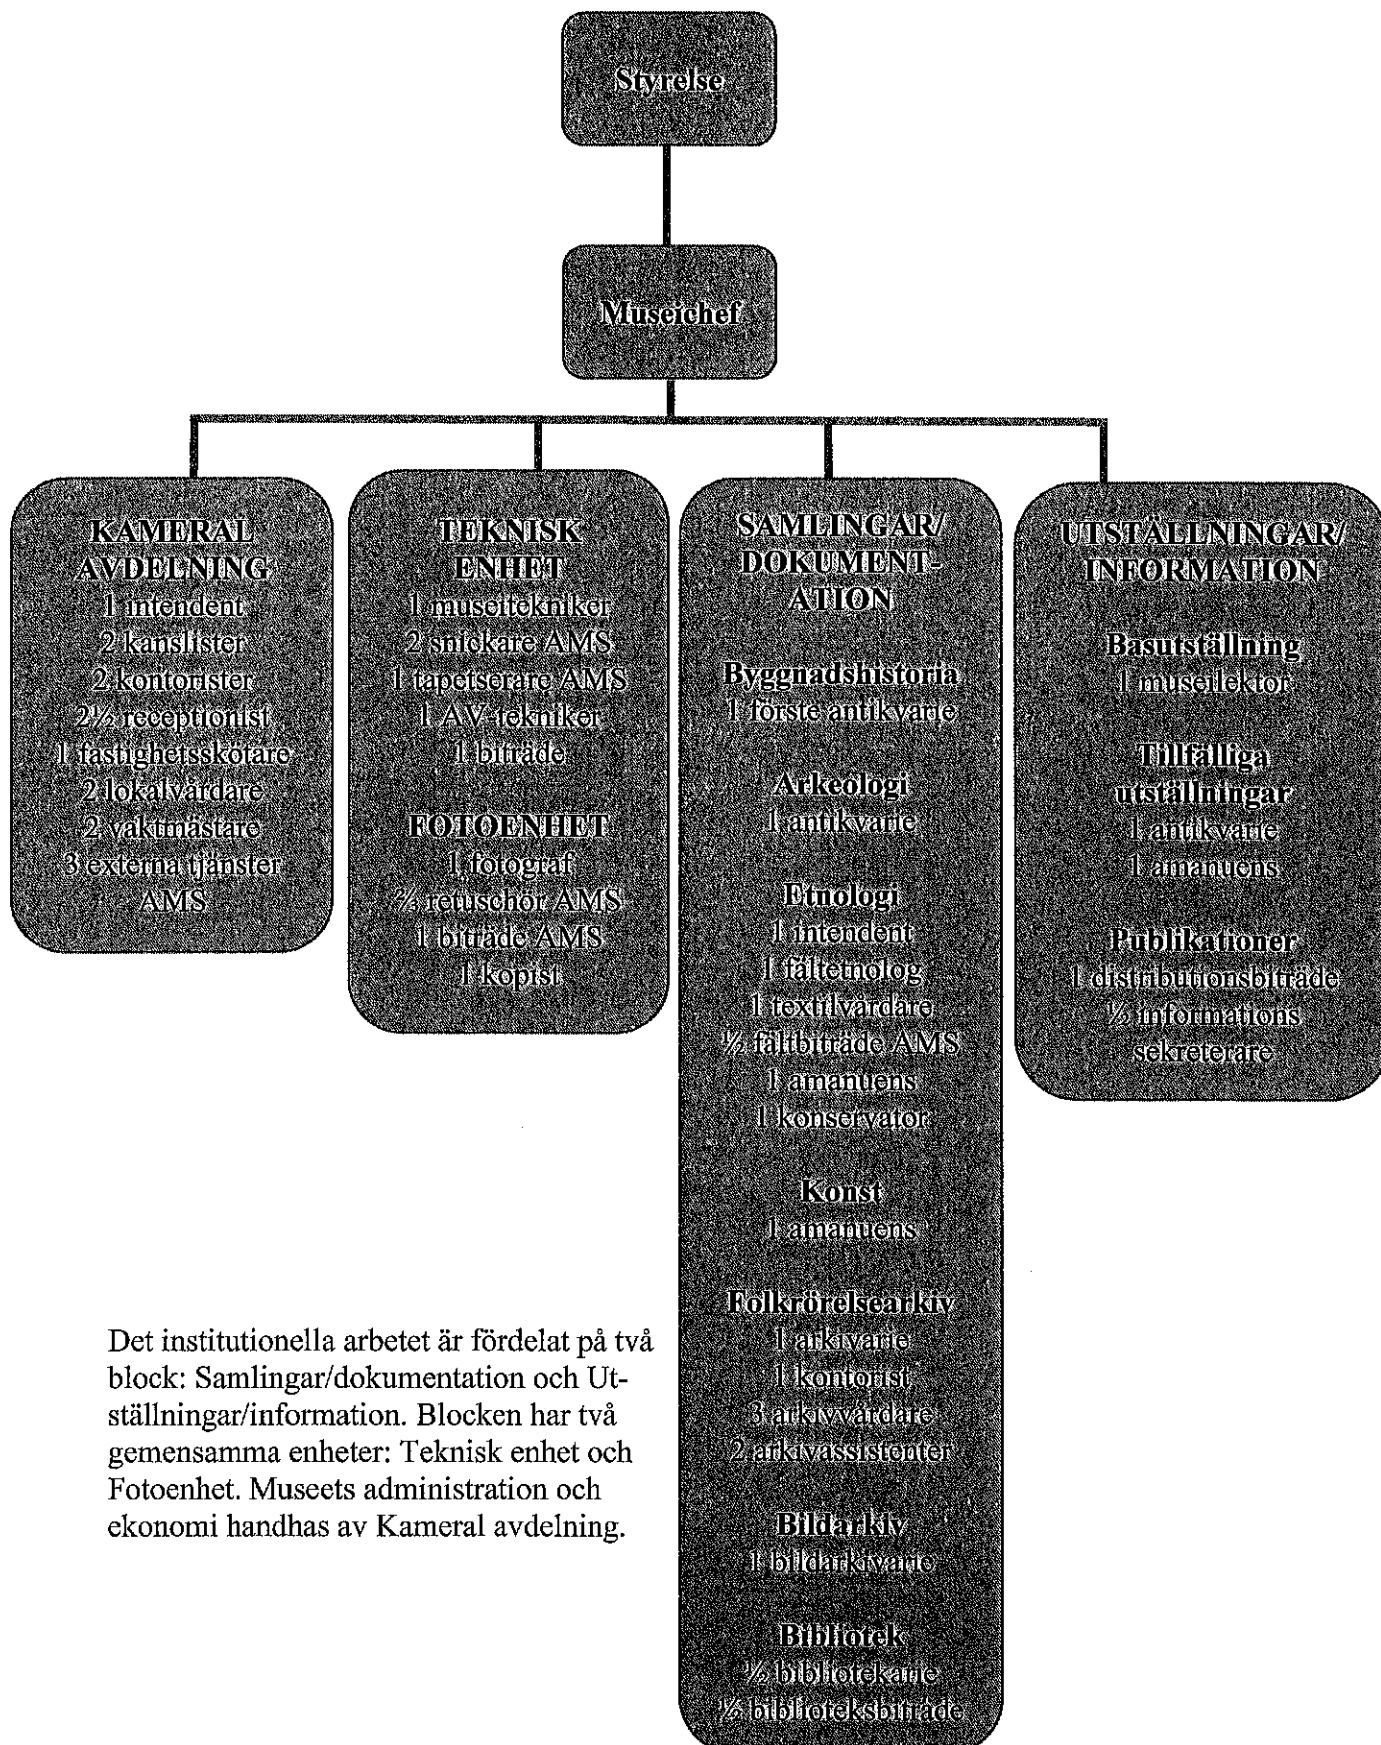 Styrelse
Museichef
KAMERAL
AVDELNING
1 intendent
2 kanslister
2 kontorister
2½ receptionist
1 fastighetsskötare
2 lokalvårdare
2 vaktmästare
3 externa tjänster
AMS
TEKNISK
ENHET
1 museitekniker
2 snickare AMS
1 tapetserare AMS
1 AV-tekniker
1 biträde
FOTOENHET
1 fotograf
retuschör AMS
1 biträde AMS
1 kopist
SAMLINGAR/
DOKUMENT-
ATION
Byggnadshistoria
1 förste antikvarie
Arkeologi
1 antikvarie
Etnologi
1 intendent
1 fältetnolog
1 textilvårdare
½ fältbiträde AMS
1 amanuens
1 konservator
Konst
1 amanuens
Folkrörelsearkiv
1 arkivarie
1 kontorist
3 arkivvårdare
2 arkivassistenter
Bildarkiv
1 bildarkivarie
Bibliotek
½ bibliotekarie
½ biblioteksbiträde
UTSTÄLLNINGAR/
INFORMATION
Basutställning
1 museilektor
Tillfälliga
utställningar
1 antikvarie
1 amanuens
Publikationer
1 distributionsbiträde
½ informations
sekreterare
Det institutionella arbetet är fördelat på två
block: Samlingar/dokumentation och Ut-
ställningar/information. Blocken har två
gemensamma enheter: Teknisk enhet och
Fotoenhet. Museets administration och
ekonomi handhas av Kameral avdelning.